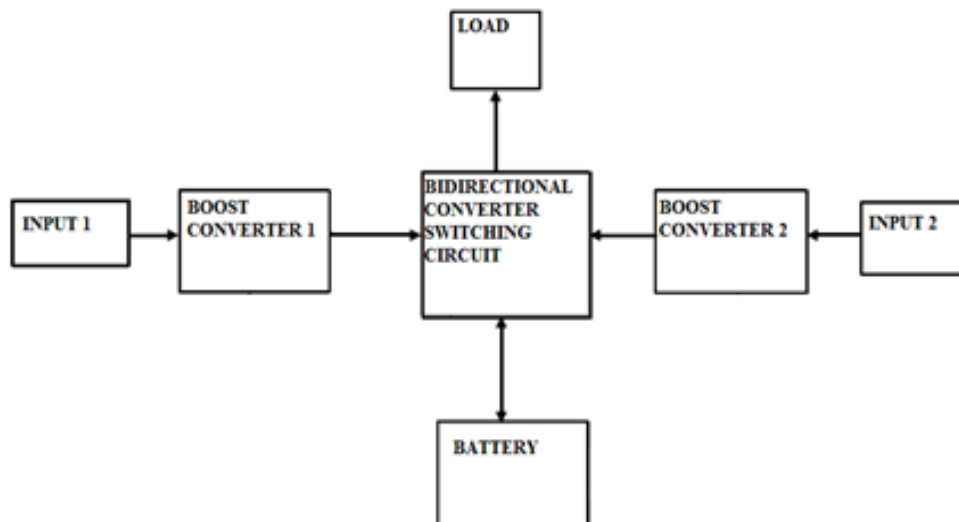 LOAD
INPUT 1
BOOST
CONVERTER 1
BIDIRECTIONAL
CONVERTER
SWITCHING
CIRCUIT
BOOST
CONVERTER 2
INPUT 2
BATTERY